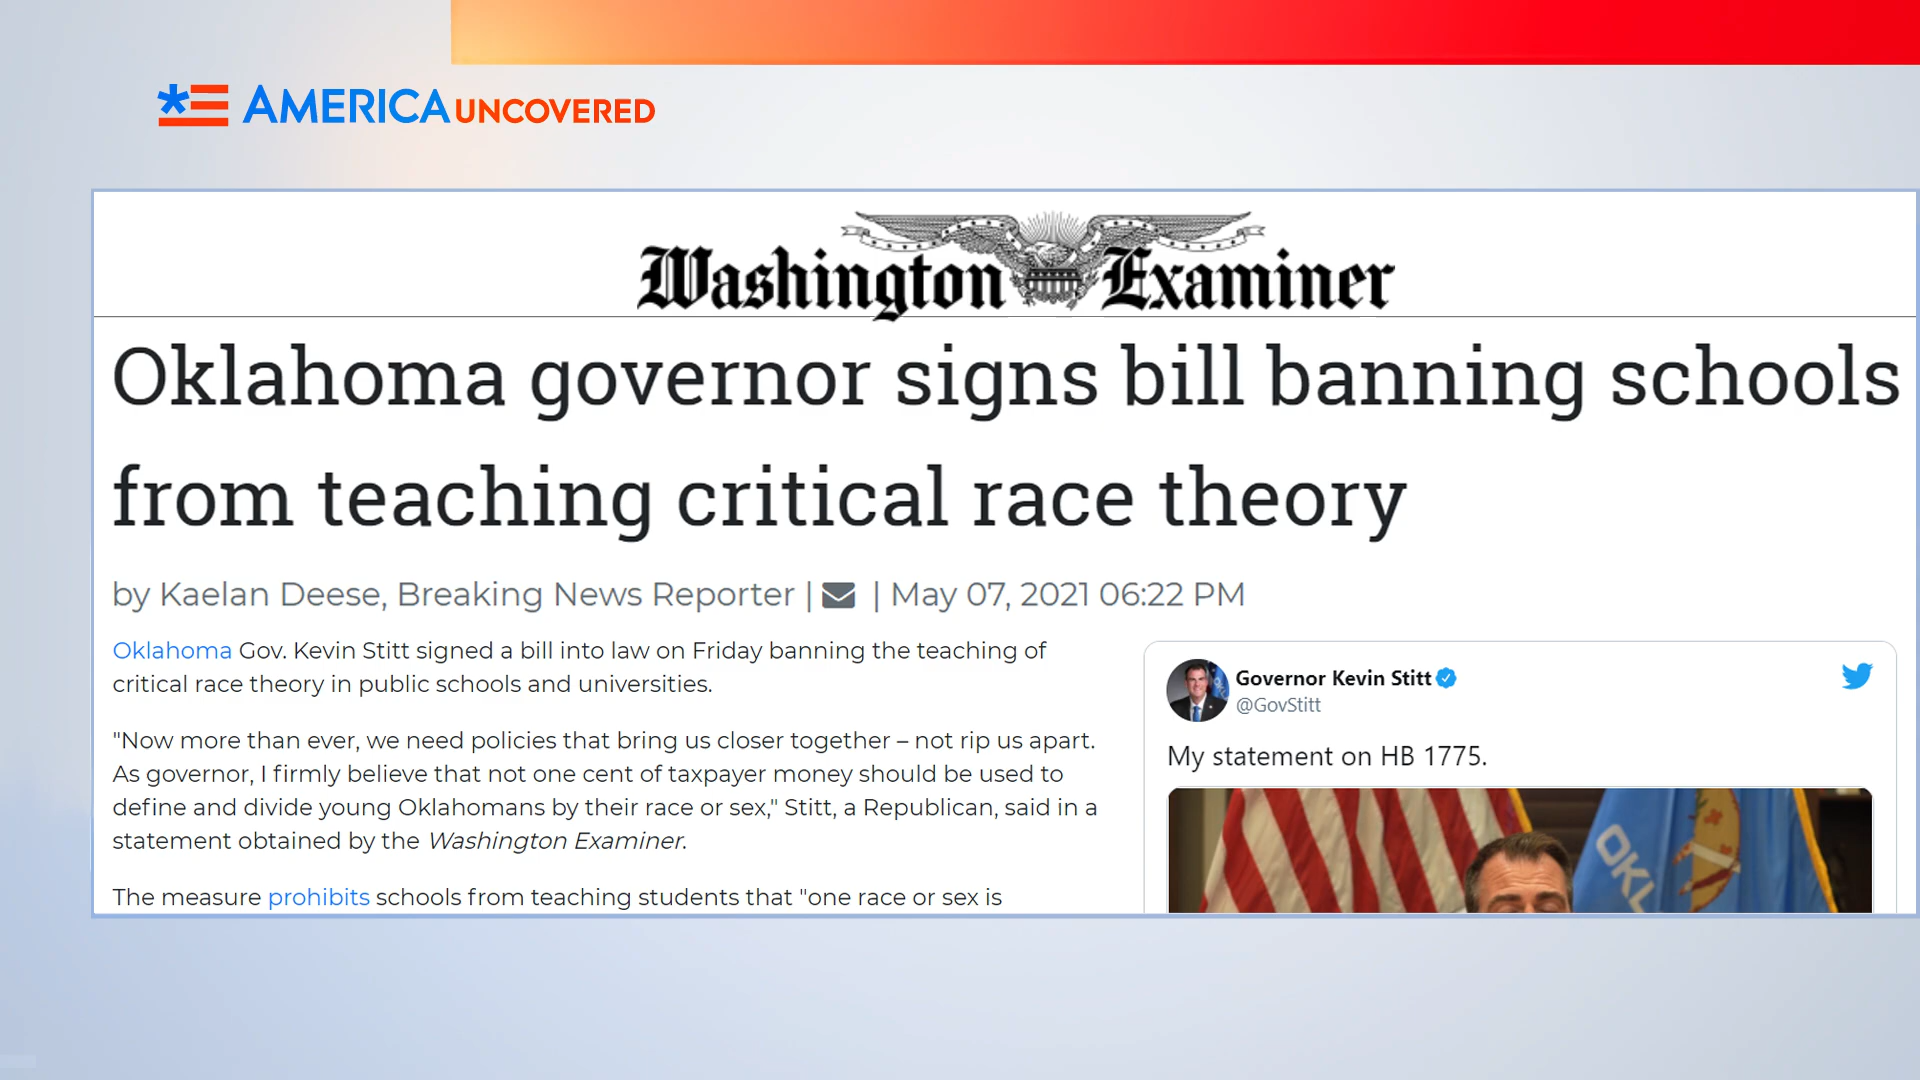 AMERICA UNCOVERED
Washington Examiner
Oklahoma governor signs bill banning schools
from teaching critical race theory
by Kaelan Deese, Breaking News Reporter | | May 07, 2021 06:22 PM
Oklahoma Gov. Kevin Stitt signed a bill into law on Friday banning the teaching of
critical race theory in public schools and universities.
"Now more than ever, we need policies that bring us closer together – not rip us apart.
As governor, I firmly believe that not one cent of taxpayer money should be used to
define and divide young Oklahomans by their race or sex," Stitt, a Republican, said in a
statement obtained by the Washington Examiner.
The measure prohibits schools from teaching students that "one race or sex is
Governor Kevin Stitt
@GovStitt
My statement on HB 1775.
OKL